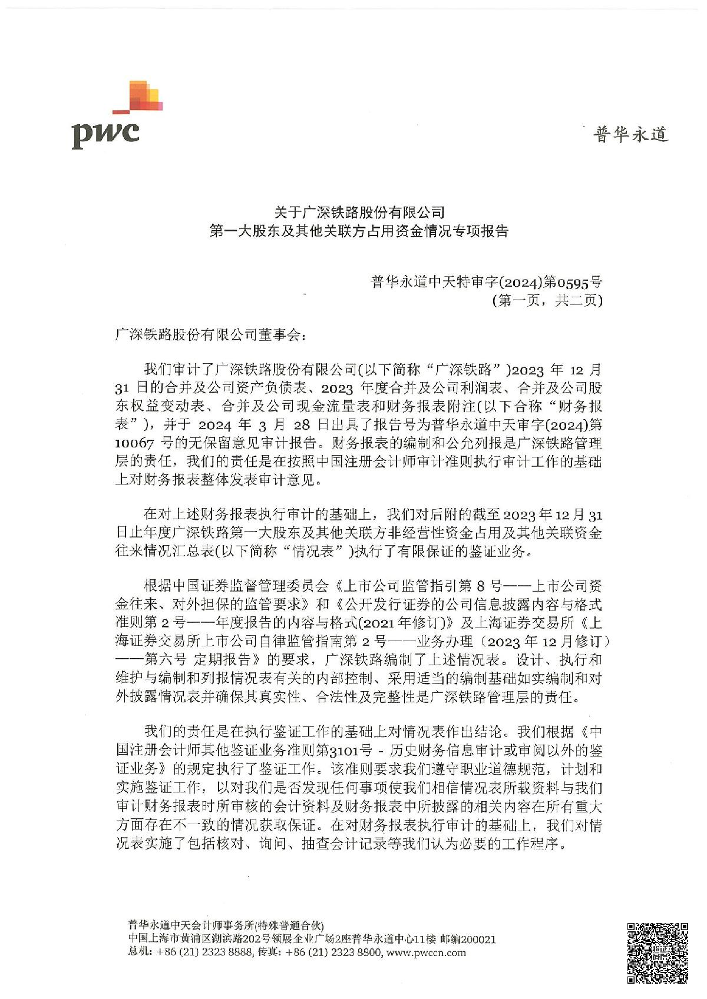 pwc
普华永道
关于广深铁路股份有限公司
第一大股东及其他关联方占用资金情况专项报告
普华永道中天特审字(2024)第0595号
(第一页，共二页)
广深铁路股份有限公司董事会：
我们审计了广深铁路股份有限公司(以下简称“广深铁路”)2023 年 12 月
31 日的合并及公司资产负债表、2023 年度合并及公司利润表、合并及公司股
东权益变动表、合并及公司现金流量表和财务报表附注(以下合称“财务报
表”)，并于 2024 年 3 月 28 日出具了报告号为普华永道中天审字(2024)第
10067 号的无保留意见审计报告。财务报表的编制和公允列报是广深铁路管理
层的责任，我们的责任是在按照中国注册会计师审计准则执行审计工作的基础
上对财务报表整体发表审计意见。
在对上述财务报表执行审计的基础上，我们对后附的截至 2023 年 12 月 31
日止年度广深铁路第一大股东及其他关联方非经营性资金占用及其他关联资金
往来情况汇总表(以下简称“情况表”)执行了有限保证的鉴证业务。
根据中国证券监督管理委员会《上市公司监管指引第 8 号——上市公司资
金往来、对外担保的监管要求》和《公开发行证券的公司信息披露内容与格式
准则第 2 号——年度报告的内容与格式(2021 年修订)》及上海证券交易所《上
海证券交易所上市公司自律监管指南第 2 号——业务办理（2023 年 12 月修订）
——第六号 定期报告》的要求，广深铁路编制了上述情况表。设计、执行和
维护与编制和列报情况表有关的内部控制、采用适当的编制基础如实编制和对
外披露情况表并确保其真实性、合法性及完整性是广深铁路管理层的责任。
我们的责任是在执行鉴证工作的基础上对情况表作出结论。我们根据《中
国注册会计师其他鉴证业务准则第3101号 - 历史财务信息审计或审阅以外的鉴
证业务》的规定执行了鉴证工作。该准则要求我们遵守职业道德规范，计划和
实施鉴证工作，以对我们是否发现任何事项使我们相信情况表所载资料与我们
审计财务报表时所审核的会计资料及财务报表中所披露的相关内容在所有重大
方面存在不一致的情况获取保证。在对财务报表执行审计的基础上，我们对情
况表实施了包括核对、询问、抽查会计记录等我们认为必要的工作程序。
普华永道中天会计师事务所(特殊普通合伙)
中国上海市黄浦区湖滨路202号领展企业广场2座普华永道中心11楼 邮编200021
总机: +86 (21) 2323 8888, 传真: +86 (21) 2323 8800, www.pwccn.com
验证
码